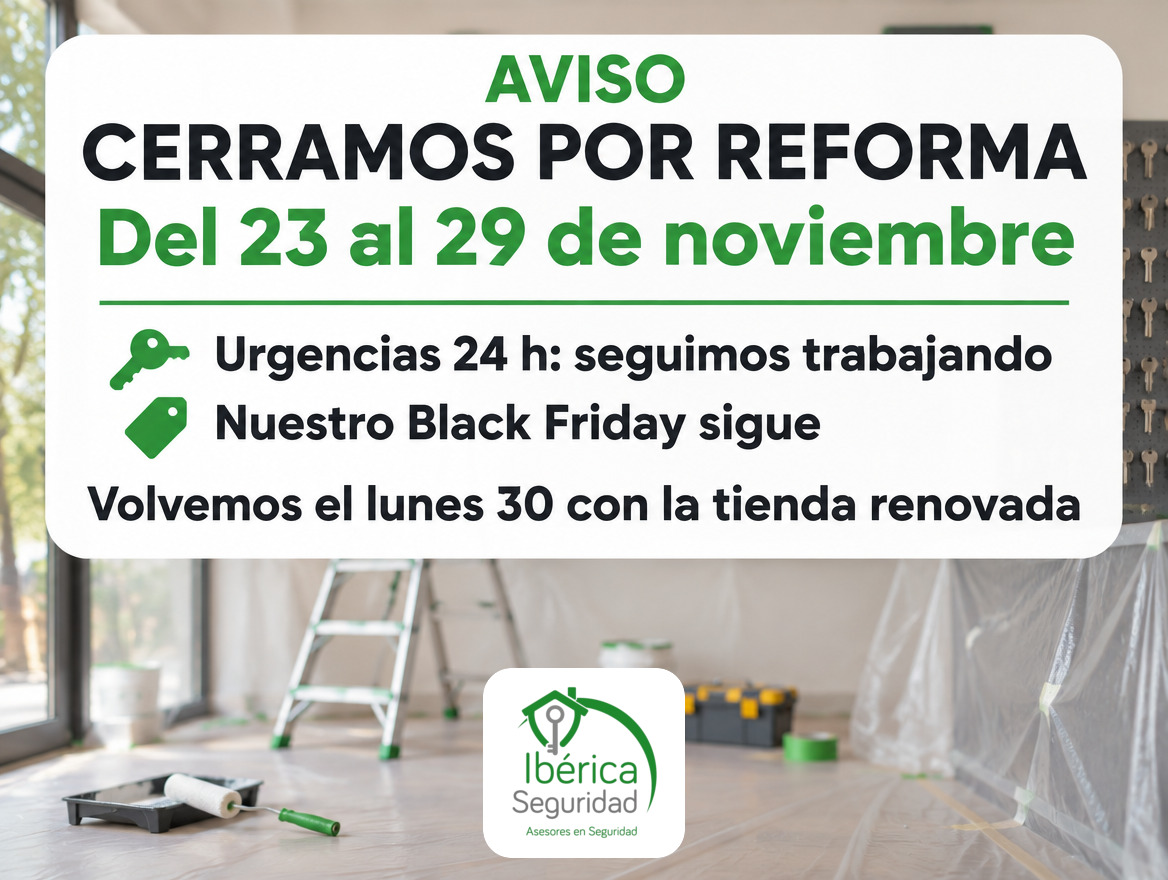 AVISO
CERRAMOS POR REFORMA
Del 23 al 29 de noviembre
Urgencias 24 h: seguimos trabajando
Nuestro Black Friday sigue
Volvemos el lunes 30 con la tienda renovada
Ibérica
Seguridad
Asesores en Seguridad